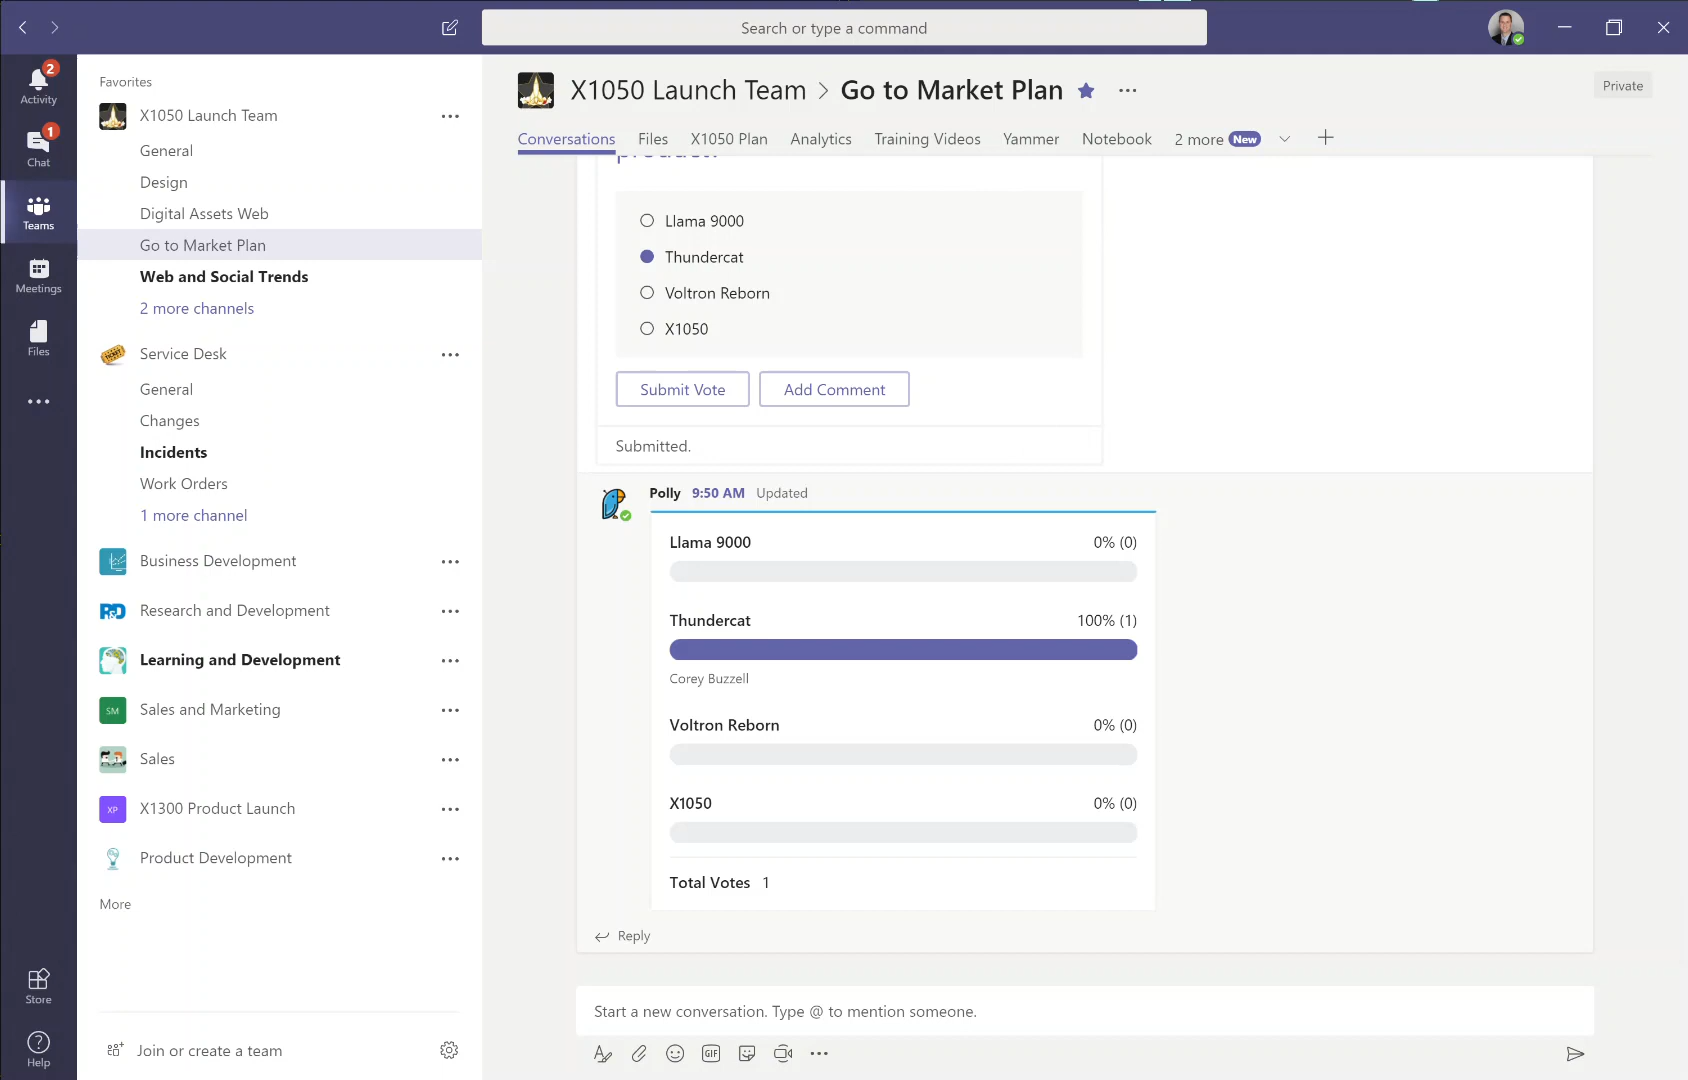 Search or type a command
2
Activity
1
Chat
Teams
Meetings
Files
Store
Help
Favorites
X1050 Launch Team
General
Design
Digital Assets Web
Go to Market Plan
Web and Social Trends
2 more channels
Service Desk
General
Changes
Incidents
Work Orders
1 more channel
Business Development
R&D
Research and Development
Learning and Development
SM
Sales and Marketing
Sales
XP
X1300 Product Launch
Product Development
More
Join or create a team
X1050 Launch Team > Go to Market Plan
Private
Conversations Files X1050 Plan Analytics Training Videos Yammer Notebook 2 more New
Llama 9000
Thundercat
Voltron Reborn
X1050
Submit Vote
Add Comment
Submitted.
Polly 9:50 AM Updated
Llama 9000 0% (0)
Thundercat 100% (1)
Corey Buzzell
Voltron Reborn 0% (0)
X1050 0% (0)
Total Votes 1
Reply
Start a new conversation. Type @ to mention someone.
GIF